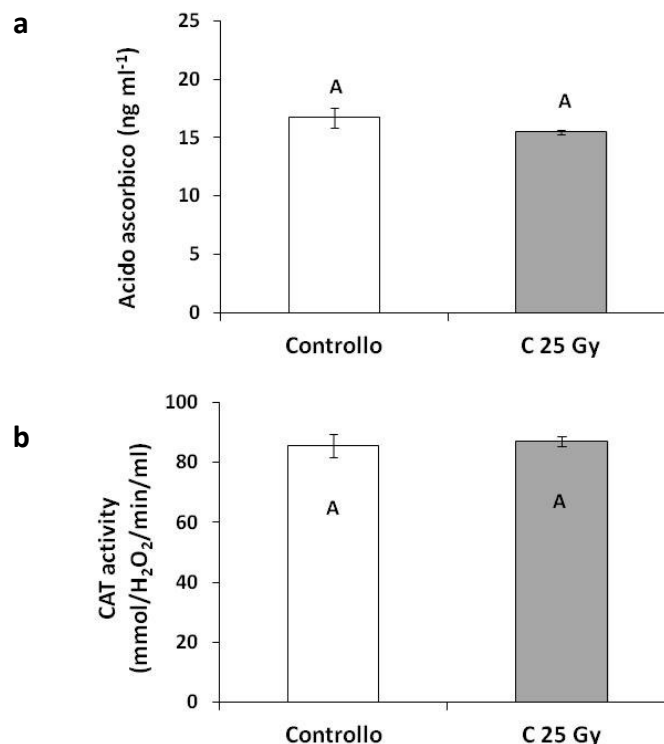 a
Acido ascorbico (ng ml⁻¹)
25
20
15
10
5
0
A
A
Controllo
C 25 Gy
b
CAT activity
(mmol/H₂O₂/min/ml)
100
80
60
40
20
0
A
A
Controllo
C 25 Gy